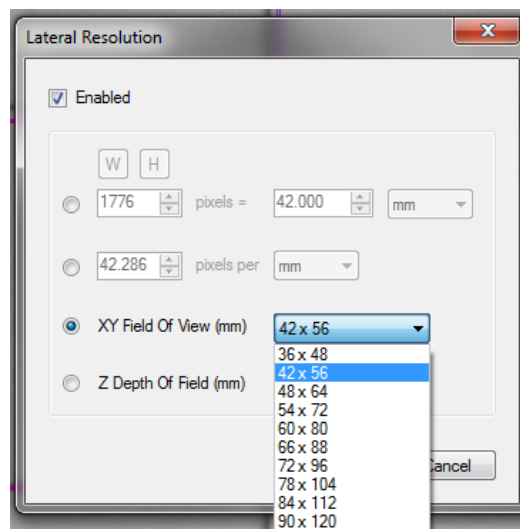 Lateral Resolution
X
Enabled
W H
1776 pixels = 42.000 mm
42.286 pixels per mm
XY Field Of View (mm) 42 x 56
36 x 48
42 x 56
48 x 64
Z Depth Of Field (mm)
54 x 72
60 x 80
66 x 88
72 x 96
Cancel
78 x 104
84 x 112
90 x 120